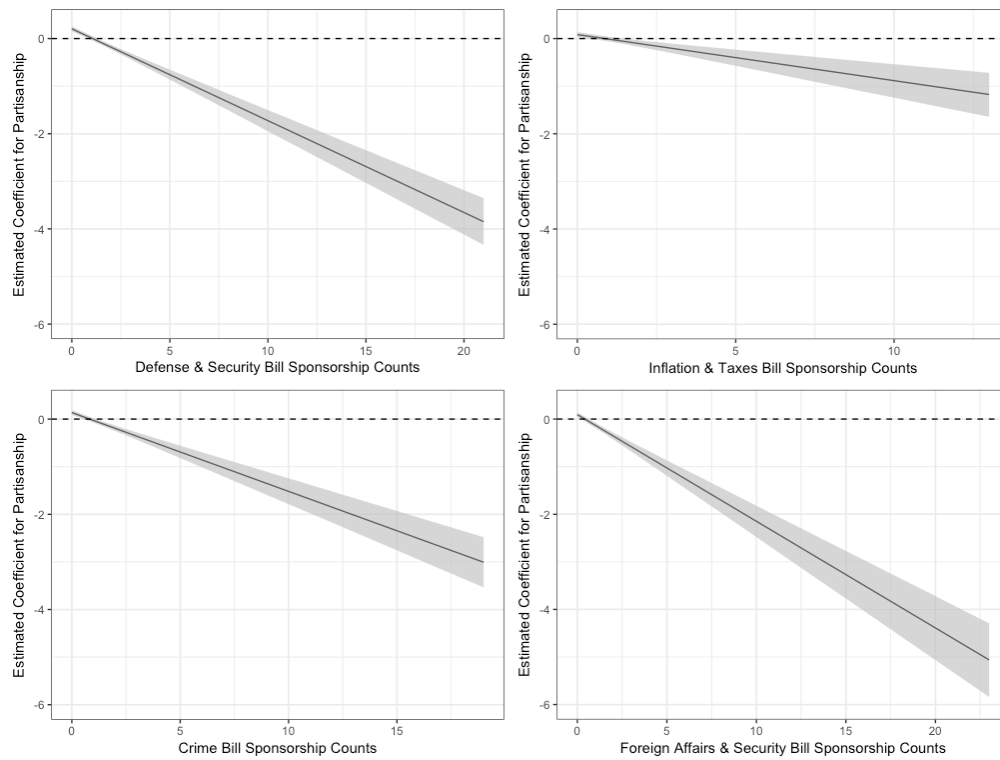 Estimated Coefficient for Partisanship
0
-2
-4
-6
0 5 10 15 20
Defense & Security Bill Sponsorship Counts
Estimated Coefficient for Partisanship
0
-2
-4
-6
0 5 10
Inflation & Taxes Bill Sponsorship Counts
Estimated Coefficient for Partisanship
0
-2
-4
-6
0 5 10 15
Crime Bill Sponsorship Counts
Estimated Coefficient for Partisanship
0
-2
-4
-6
0 5 10 15 20
Foreign Affairs & Security Bill Sponsorship Counts